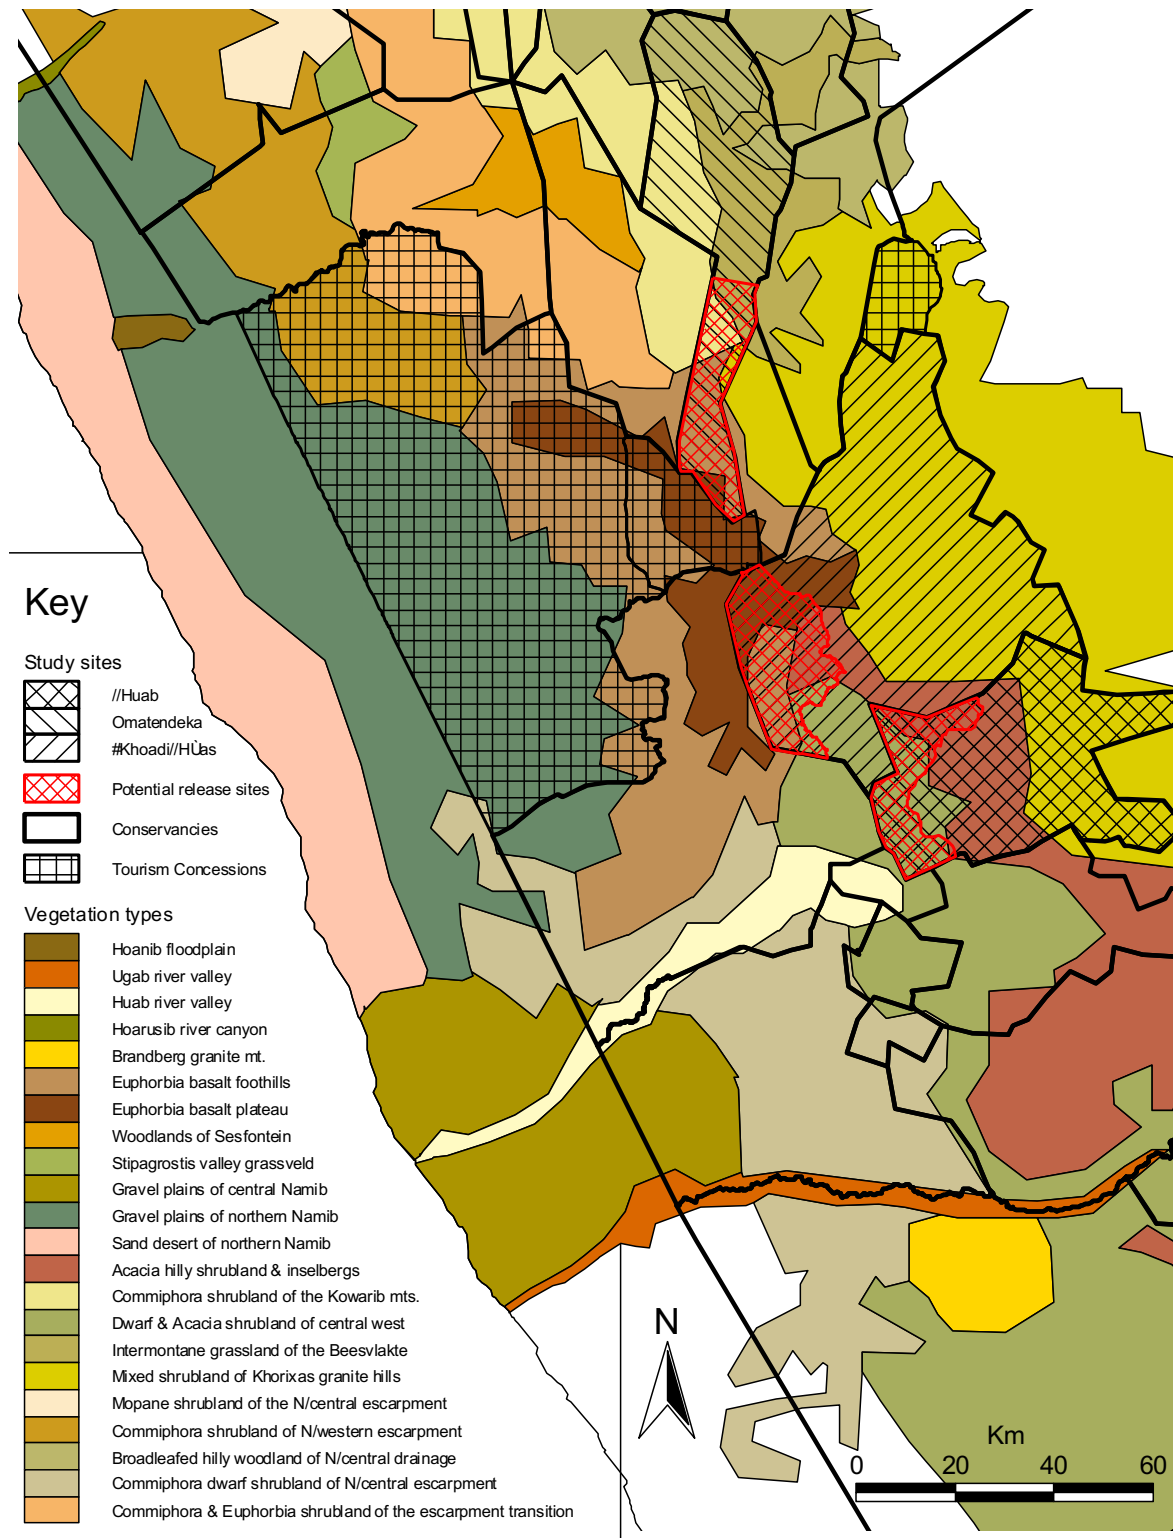 Key
Study sites
//Huab
Omatendeka
#Khoadi//HÙas
Potential release sites
Conservancies
Tourism Concessions
Vegetation types
Hoanib floodplain
Ugab river valley
Huab river valley
Hoarusib river canyon
Brandberg granite mt.
Euphorbia basalt foothills
Euphorbia basalt plateau
Woodlands of Sesfontein
Stipagrostis valley grassveld
Gravel plains of central Namib
Gravel plains of northern Namib
Sand desert of northern Namib
Acacia hilly shrubland & inselbergs
Commiphora shrubland of the Kowarib mts.
Dwarf & Acacia shrubland of central west
Intermontane grassland of the Beesvlakte
Mixed shrubland of Khorixas granite hills
Mopane shrubland of the N/central escarpment
Commiphora shrubland of N/western escarpment
Broadleafed hilly woodland of N/central drainage
Commiphora dwarf shrubland of N/central escarpment
Commiphora & Euphorbia shrubland of the escarpment transition
N
Km
0 20 40 60